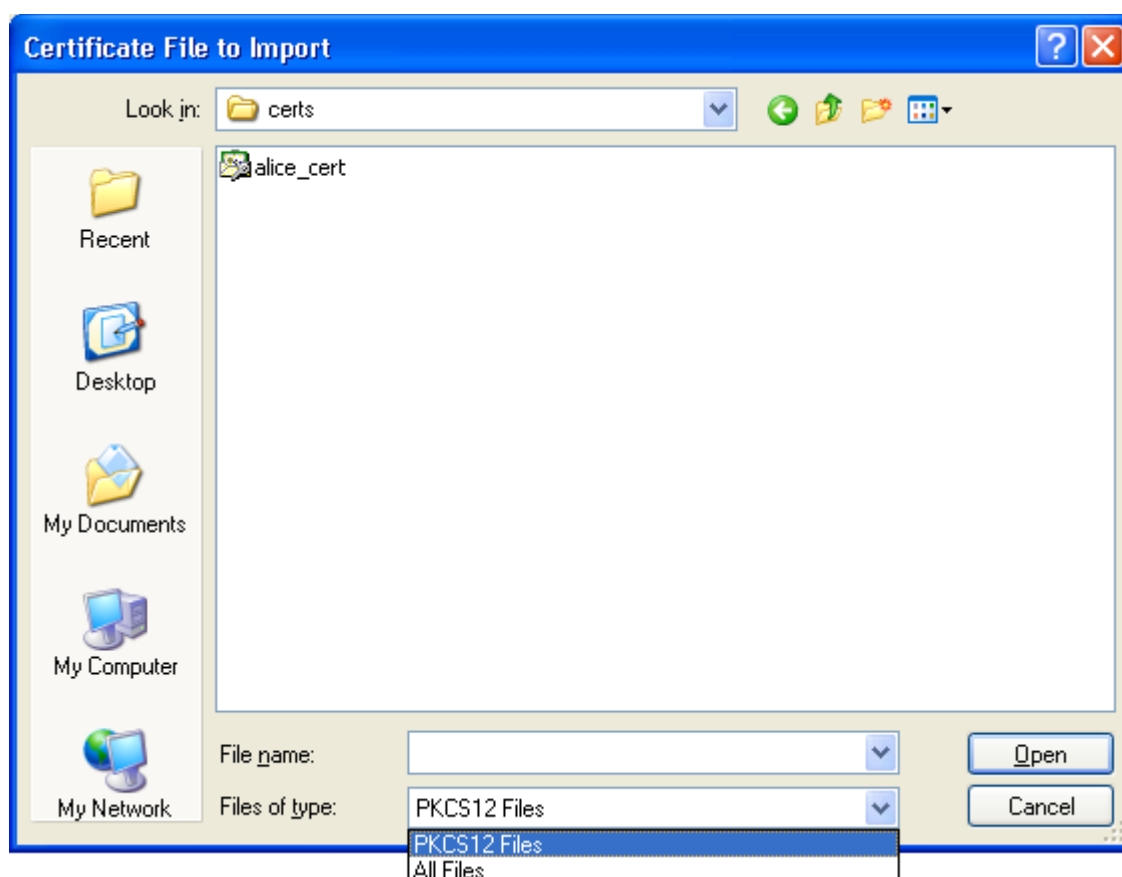 Certificate File to Import
Look in:
certs
alice_cert
Recent
Desktop
My Documents
My Computer
My Network
File name:
Open
Files of type:
PKCS12 Files
Cancel
PKCS12 Files
All Files